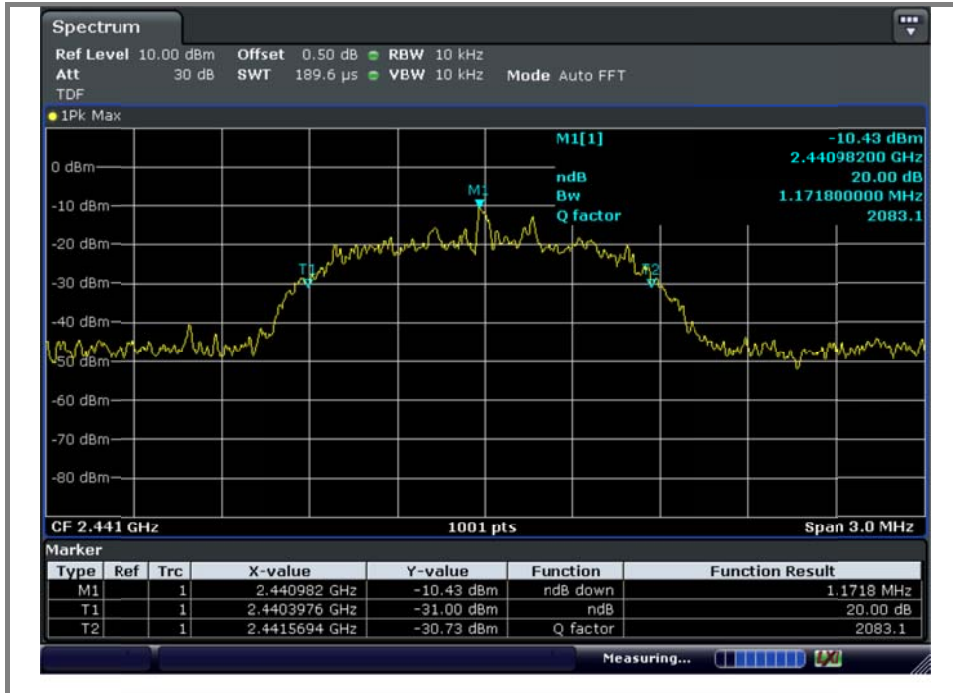 Spectrum
Ref Level 10.00 dBm Offset 0.50 dB RBW 10 kHz
Att 30 dB SWT 189.6 µs VBW 10 kHz Mode Auto FFT
TDF
1Pk Max
M1[1] -10.43 dBm
2.44098200 GHz
0 dBm
ndB 20.00 dB
M1 Bw 1.171800000 MHz
-10 dBm Q factor 2083.1
-20 dBm
T1 T2
-30 dBm
-40 dBm
-50 dBm
-60 dBm
-70 dBm
-80 dBm
CF 2.441 GHz 1001 pts Span 3.0 MHz
Marker
Type Ref Trc X-value Y-value Function Function Result
M1 1 2.440982 GHz -10.43 dBm ndB down 1.1718 MHz
T1 1 2.4403976 GHz -31.00 dBm ndB 20.00 dB
T2 1 2.4415694 GHz -30.73 dBm Q factor 2083.1
Measuring...